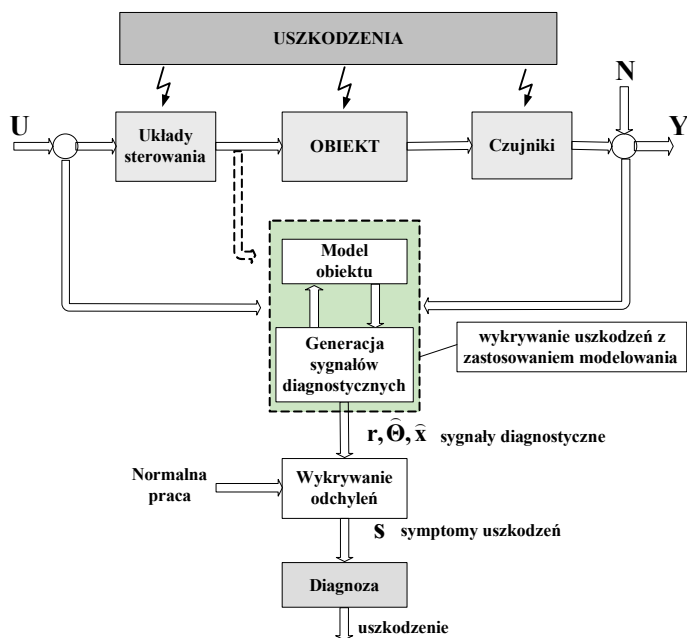 USZKODZENIA
N
U
Układy
sterowania
OBIEKT
Czujniki
Y
Model
obiektu
Generacja
sygnałów
diagnostycznych
wykrywanie uszkodzeń z
zastosowaniem modelowania
r, Θ̂, x̂ sygnały diagnostyczne
Normalna
praca
Wykrywanie
odchyleń
s symptomy uszkodzeń
Diagnoza
uszkodzenie